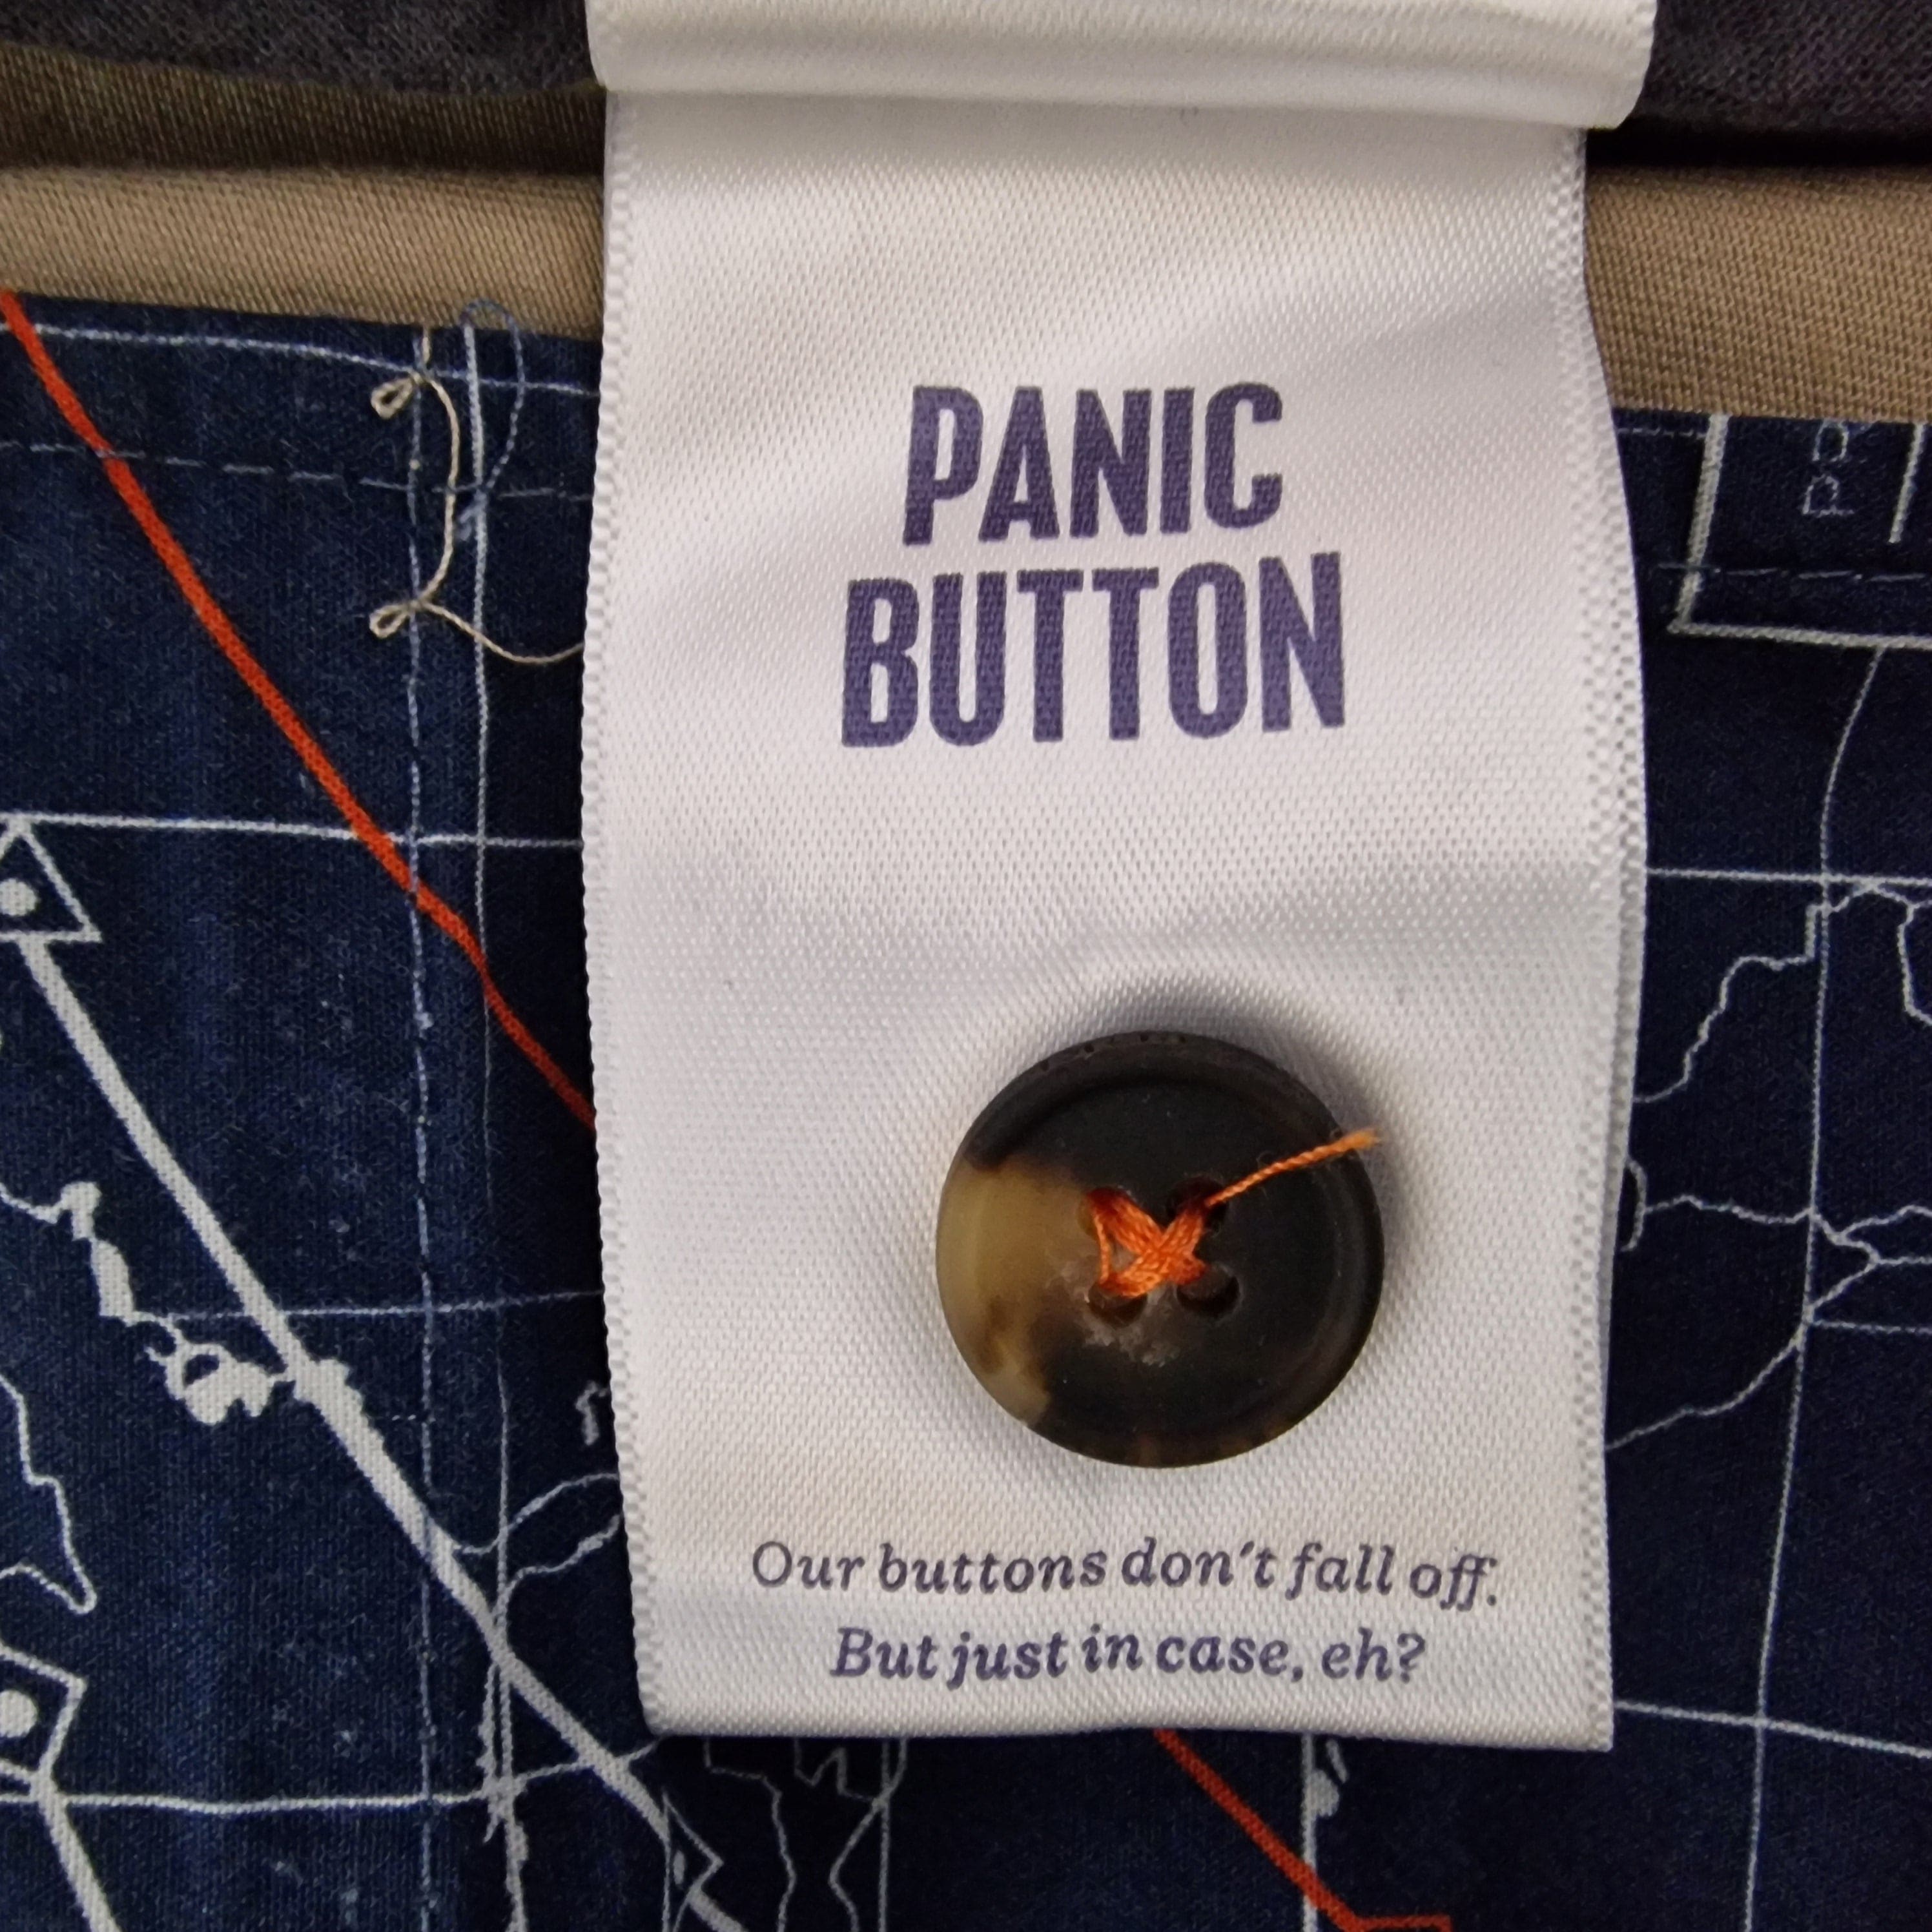 PANIC
BUTTON
Our buttons don't fall off.
But just in case, eh?